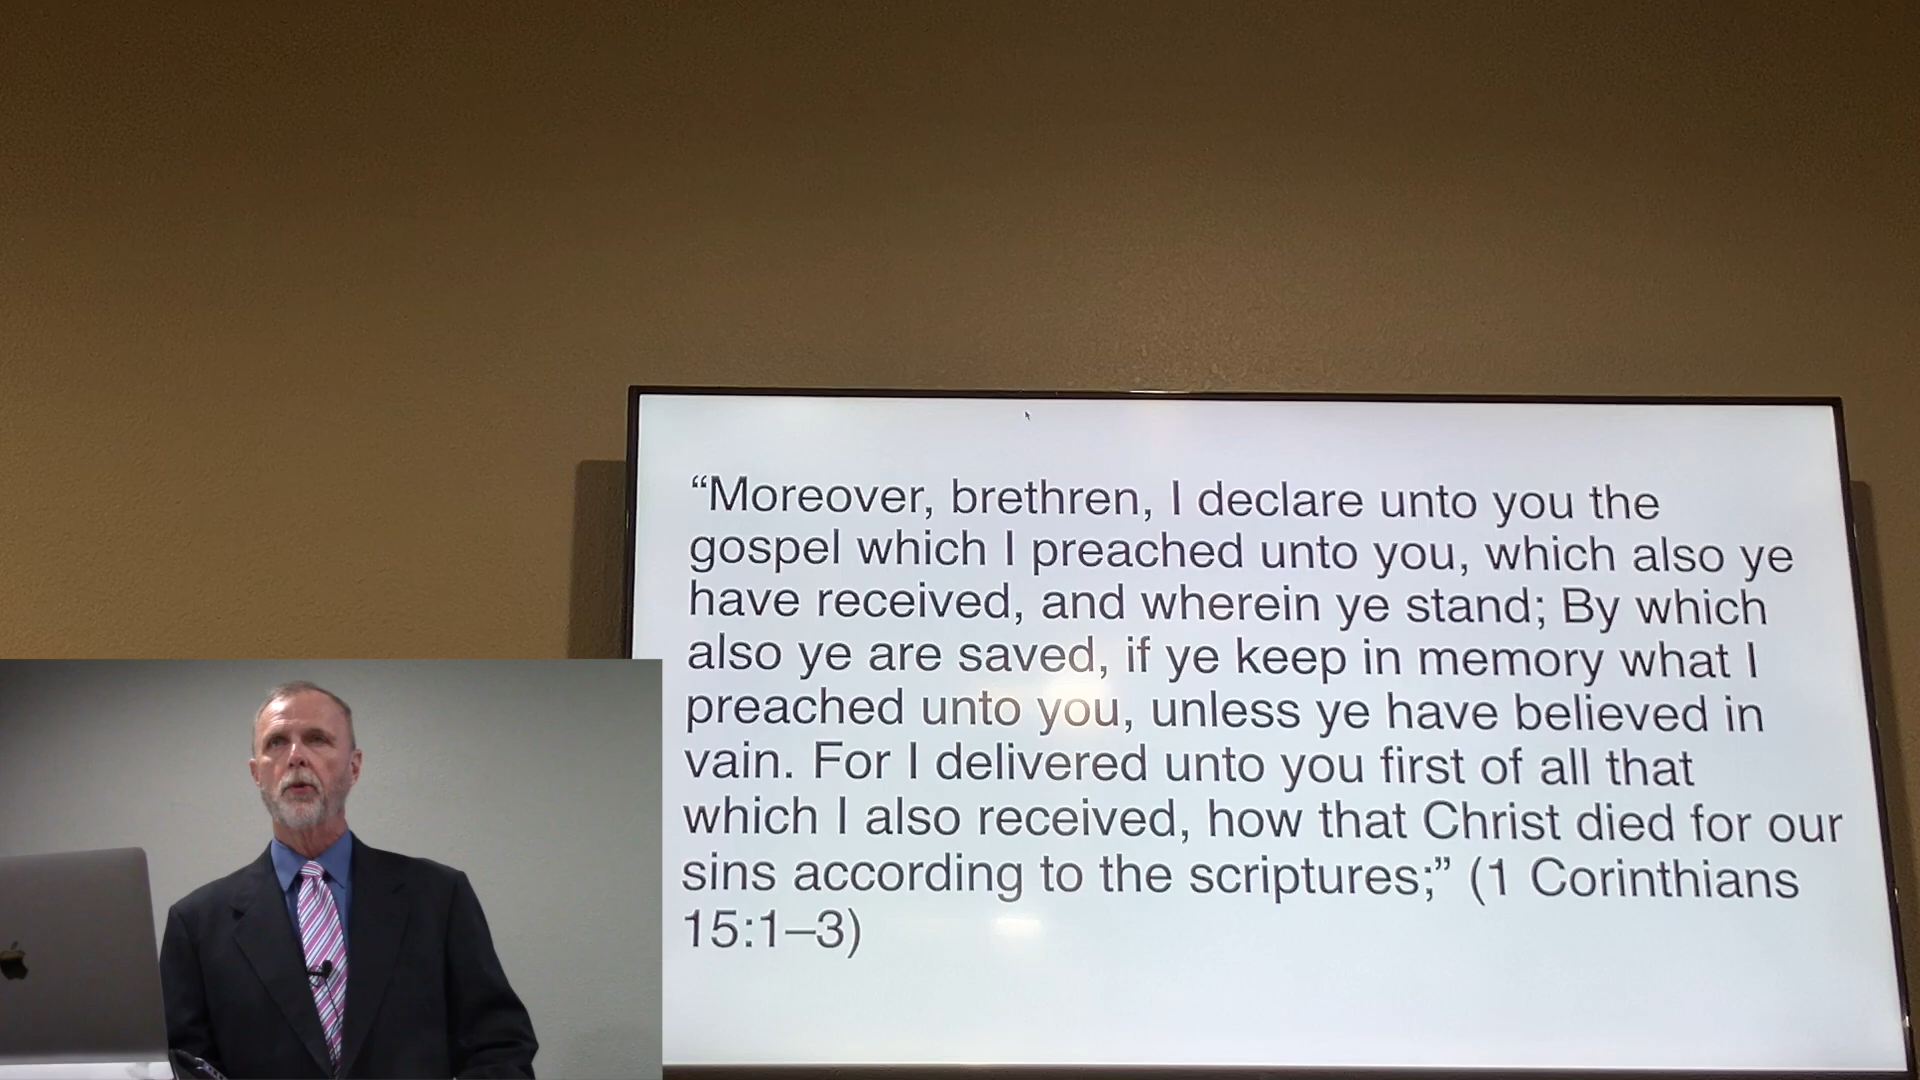 “Moreover, brethren, I declare unto you the
gospel which I preached unto you, which also ye
have received, and wherein ye stand; By which
also ye are saved, if ye keep in memory what I
preached unto you, unless ye have believed in
vain. For I delivered unto you first of all that
which I also received, how that Christ died for our
sins according to the scriptures;” (1 Corinthians
15:1–3)